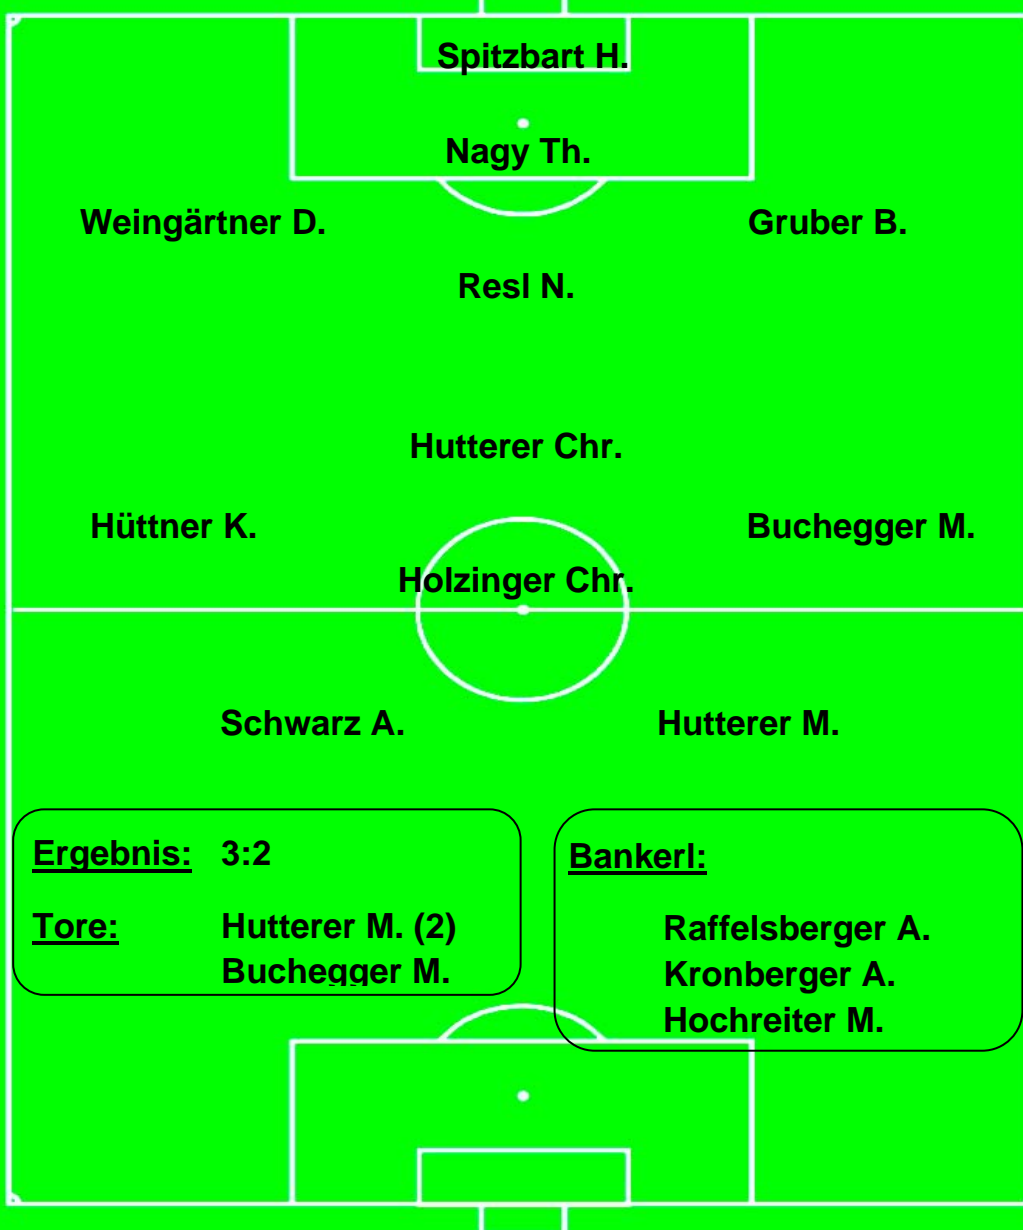 Spitzbart H.
Nagy Th.
Weingärtner D. Gruber B.
Resl N.
Hutterer Chr.
Hüttner K. Buchegger M.
Holzinger Chr.
Schwarz A. Hutterer M.
Ergebnis: 3:2
Tore: Hutterer M. (2)
Buchegger M.
Bankerl:
Raffelsberger A.
Kronberger A.
Hochreiter M.